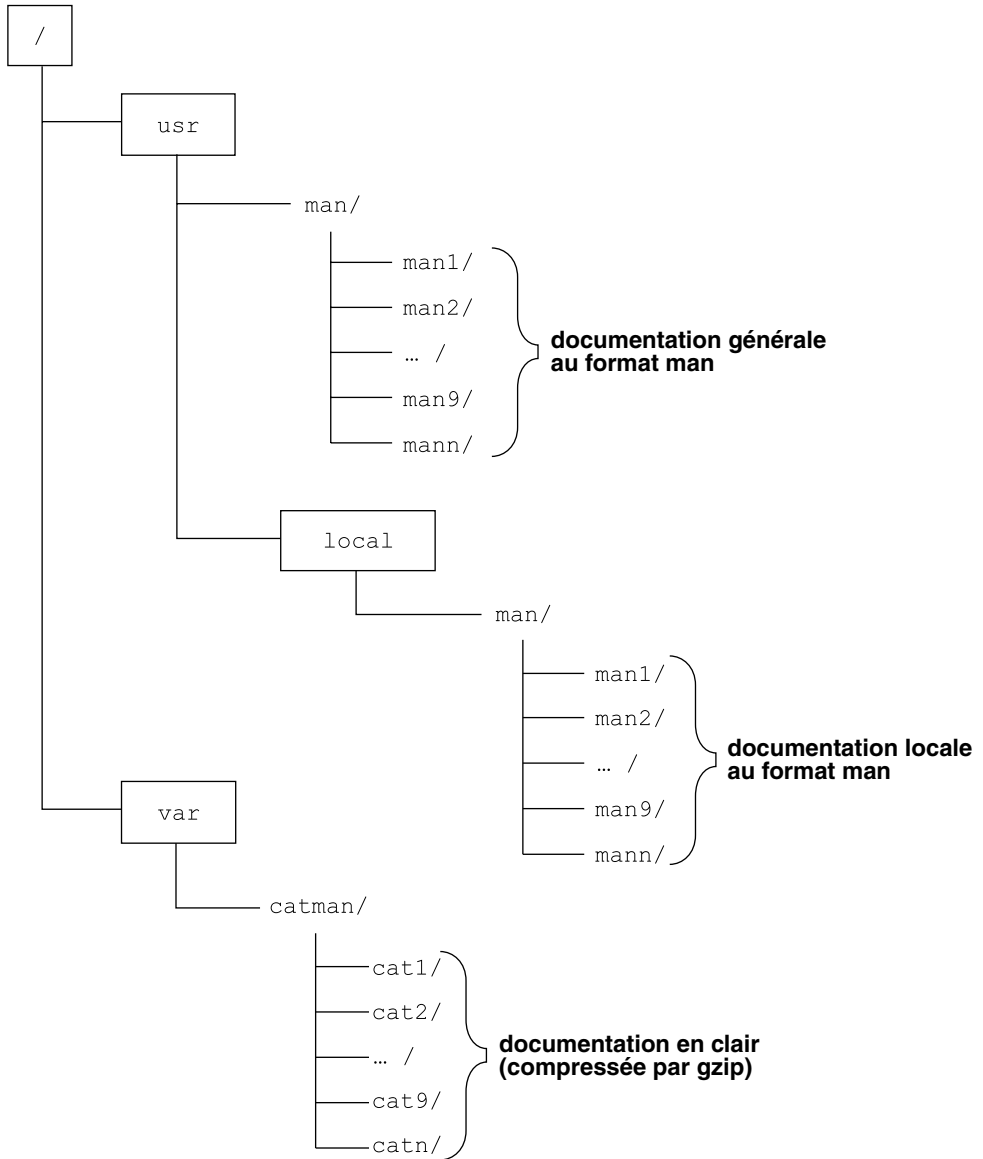 /
usr
man/
man1/
man2/
… /
man9/
mann/
documentation générale
au format man
local
man/
man1/
man2/
… /
man9/
mann/
documentation locale
au format man
var
catman/
cat1/
cat2/
… /
cat9/
catn/
documentation en clair
(compressée par gzip)